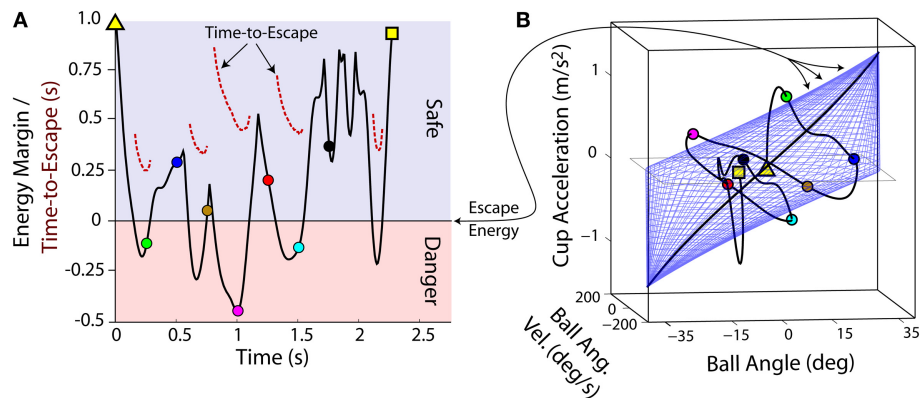 A
Energy Margin /
Time-to-Escape (s)
1.0
0.75
0.5
0.25
0
-0.25
-0.5
Time-to-Escape
Safe
Danger
0
0.5
1
1.5
2
2.5
Time (s)
Escape
Energy
B
Cup Acceleration (m/s2)
1
0
−1
200
0
−200
Ball Ang.
Vel. (deg/s)
−35
−15
0
15
35
Ball Angle (deg)